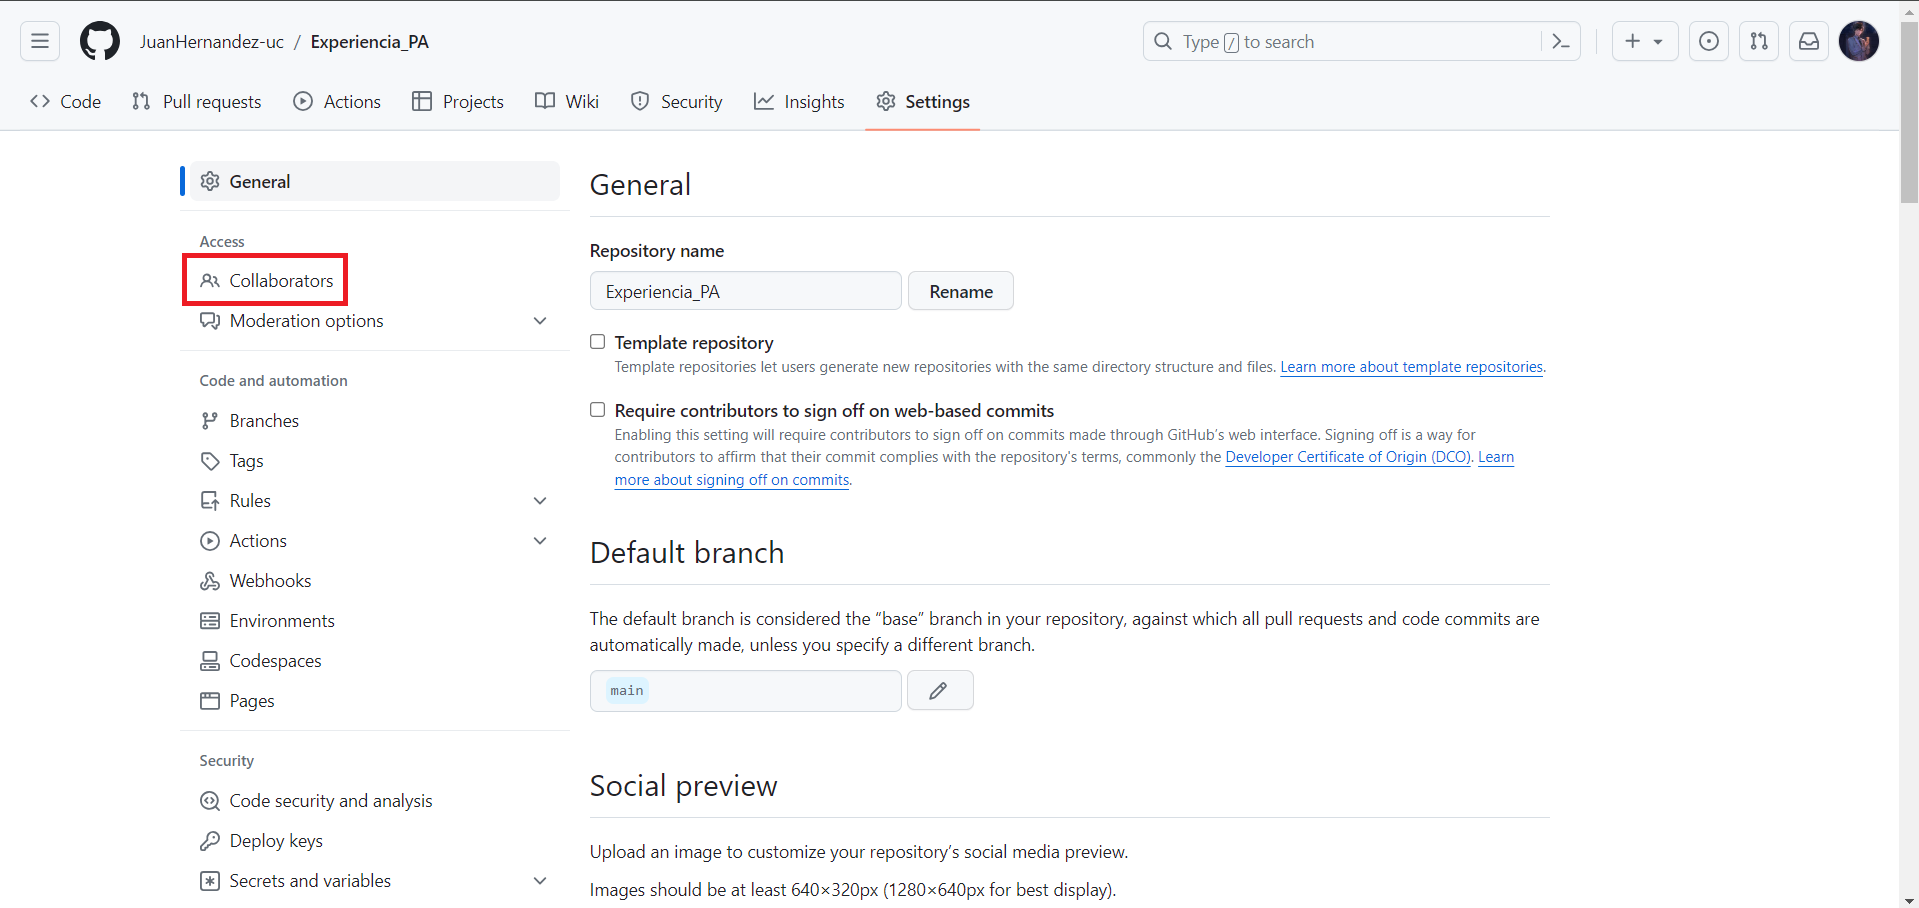 JuanHernandez-uc / Experiencia_PA
Type / to search
Code
Pull requests
Actions
Projects
Wiki
Security
Insights
Settings
General
Access
Collaborators
Moderation options
Code and automation
Branches
Tags
Rules
Actions
Webhooks
Environments
Codespaces
Pages
Security
Code security and analysis
Deploy keys
Secrets and variables
General
Repository name
Experiencia_PA
Rename
Template repository
Template repositories let users generate new repositories with the same directory structure and files. Learn more about template repositories.
Require contributors to sign off on web-based commits
Enabling this setting will require contributors to sign off on commits made through GitHub’s web interface. Signing off is a way for
contributors to affirm that their commit complies with the repository's terms, commonly the Developer Certificate of Origin (DCO). Learn
more about signing off on commits.
Default branch
The default branch is considered the “base” branch in your repository, against which all pull requests and code commits are
automatically made, unless you specify a different branch.
main
Social preview
Upload an image to customize your repository’s social media preview.
Images should be at least 640×320px (1280×640px for best display).